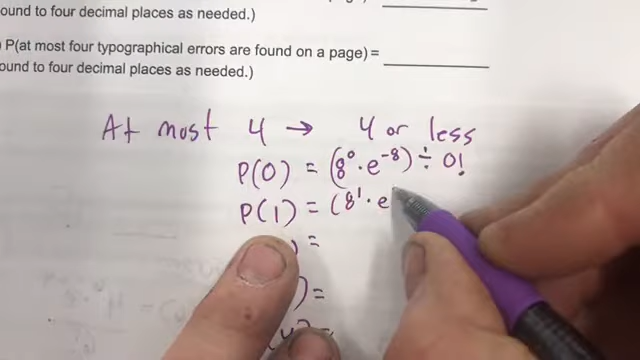 ound to four decimal places as needed.)
P(at most four typographical errors are found on a page) =
ound to four decimal places as needed.)
At most 4 → 4 or less
P(0) = (8⁰ · e⁻⁸) ÷ 0!
P(1) = (8¹ · e
) =
) =